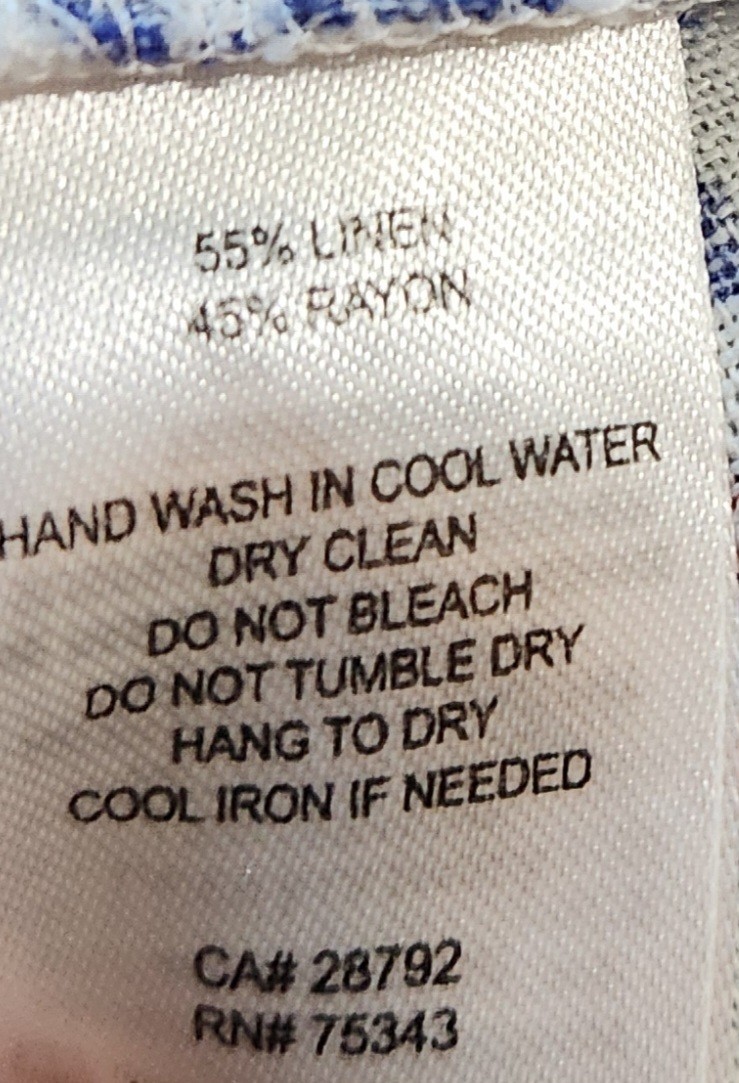 55% LINEN
45% RAYON
HAND WASH IN COOL WATER
DRY CLEAN
DO NOT BLEACH
DO NOT TUMBLE DRY
HANG TO DRY
COOL IRON IF NEEDED
CA# 28792
RN# 75343